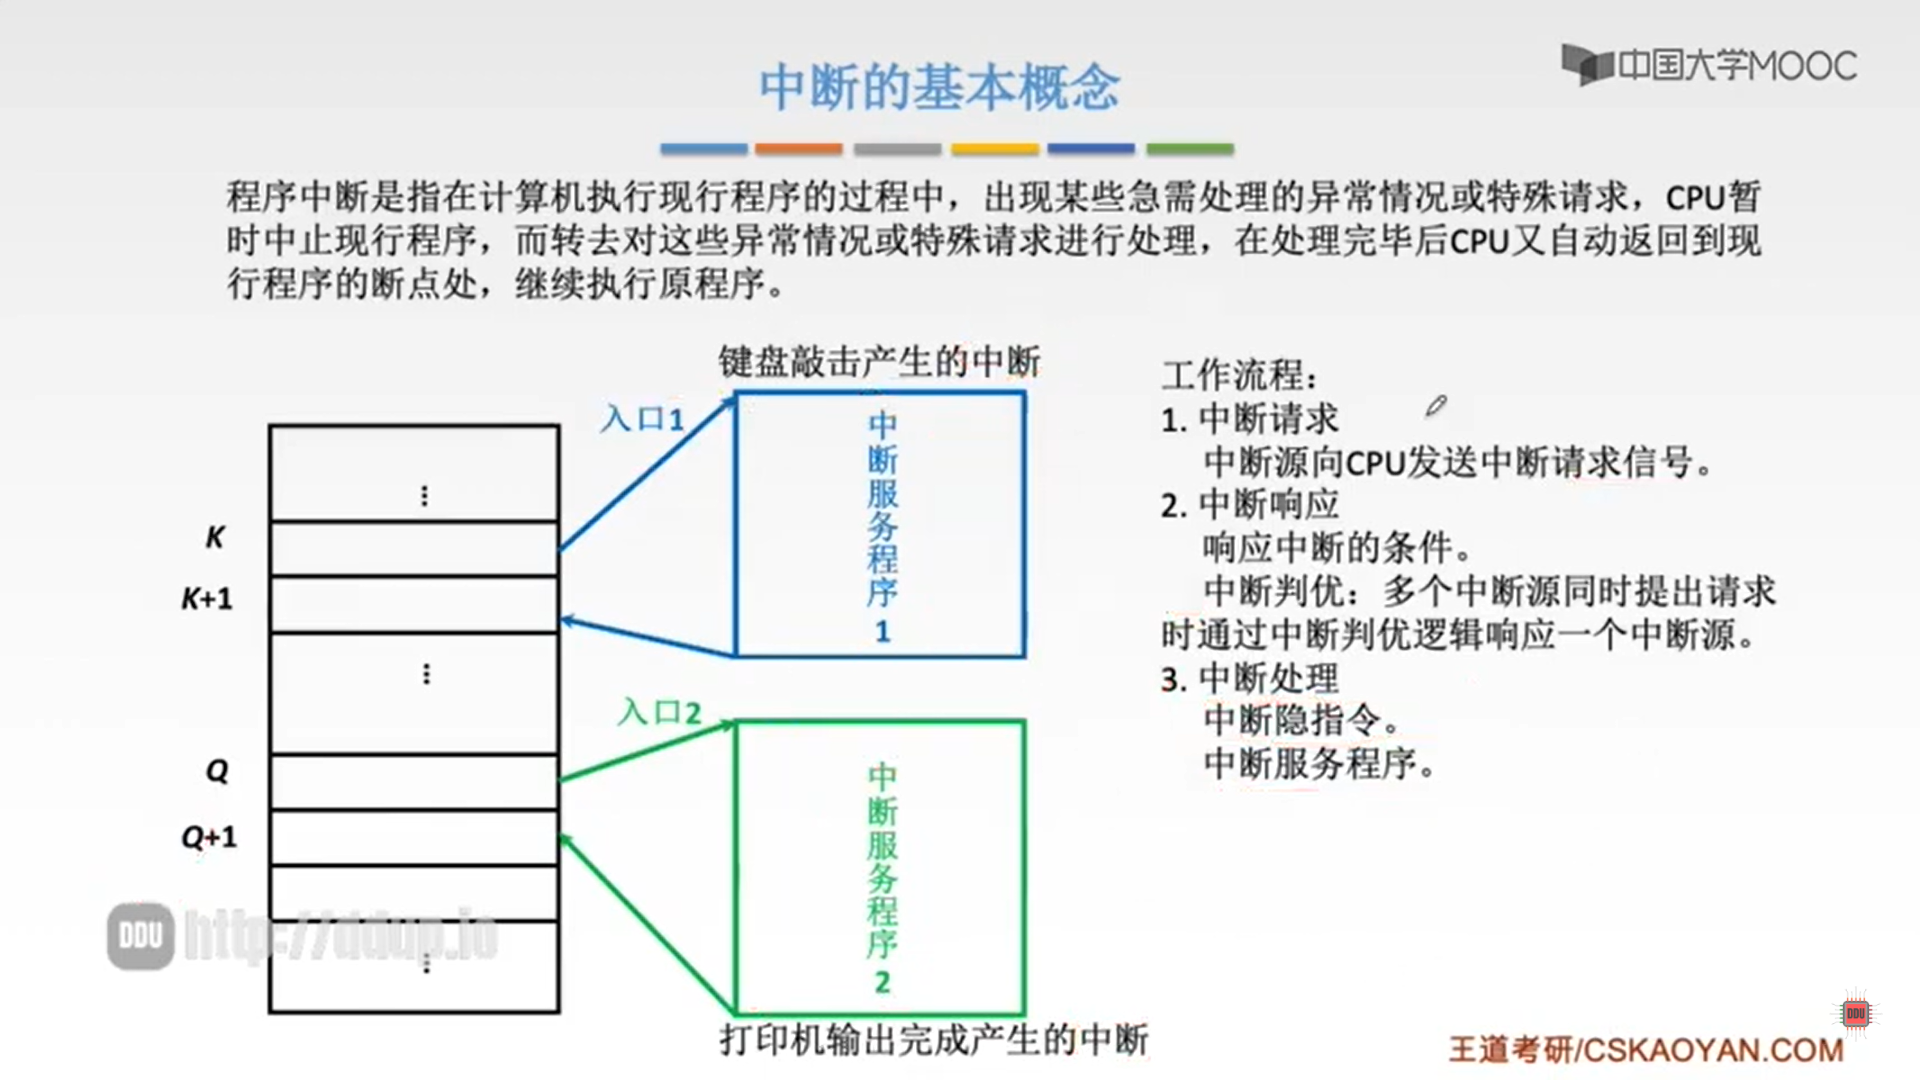 中国大学MOOC
中断的基本概念
程序中断是指在计算机执行现行程序的过程中，出现某些急需处理的异常情况或特殊请求，CPU暂
时中止现行程序，而转去对这些异常情况或特殊请求进行处理，在处理完毕后CPU又自动返回到现
行程序的断点处，继续执行原程序。
键盘敲击产生的中断
入口1
中断服务程序1
⋮
K
K+1
⋮
Q
Q+1
⋮
入口2
中断服务程序2
打印机输出完成产生的中断
工作流程：
1. 中断请求
中断源向CPU发送中断请求信号。
2. 中断响应
响应中断的条件。
中断判优：多个中断源同时提出请求
时通过中断判优逻辑响应一个中断源。
3. 中断处理
中断隐指令。
中断服务程序。
DDU http://ddup.io
DDU
王道考研/CSKAOYAN.COM